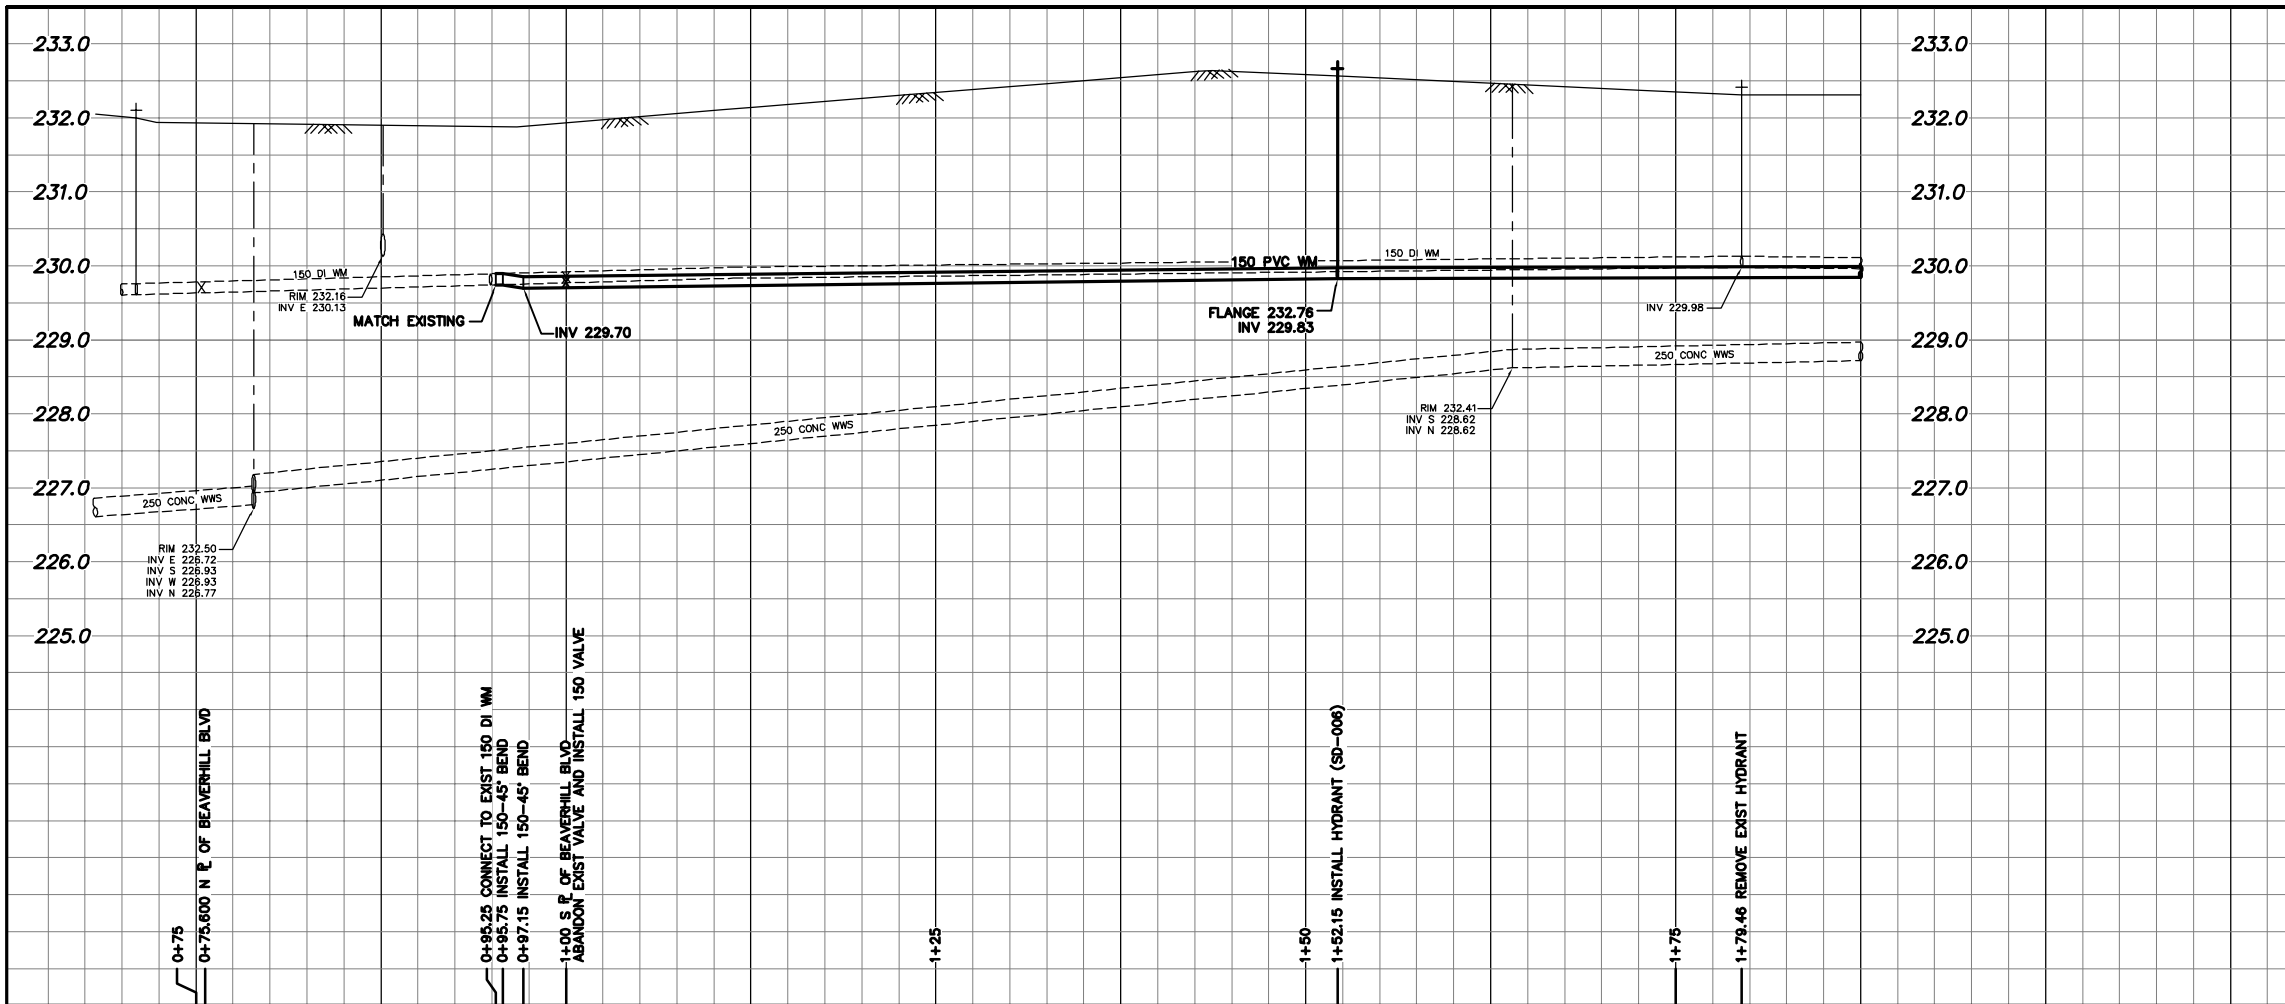 233.0
233.0
232.0
232.0
231.0
231.0
230.0
230.0
229.0
229.0
228.0
228.0
227.0
227.0
226.0
226.0
225.0
225.0
150 DI WM
RIM 232.16
INV E 230.13
MATCH EXISTING
INV 229.70
150 PVC WM
150 DI WM
FLANGE 232.76
INV 229.83
INV 229.98
250 CONC WWS
250 CONC WWS
250 CONC WWS
RIM 232.41
INV S 228.62
INV N 228.62
RIM 232.50
INV E 226.72
INV S 226.93
INV W 226.93
INV N 226.77
0+75
0+75.600 N PL OF BEAVERHILL BLVD
0+95.25 CONNECT TO EXIST 150 DI WM
0+95.75 INSTALL 150-45° BEND
0+97.15 INSTALL 150-45° BEND
1+00 S PL OF BEAVERHILL BLVD
ABANDON EXIST VALVE AND INSTALL 150 VALVE
1+25
1+50
1+52.15 INSTALL HYDRANT (SD-006)
1+75
1+79.46 REMOVE EXIST HYDRANT